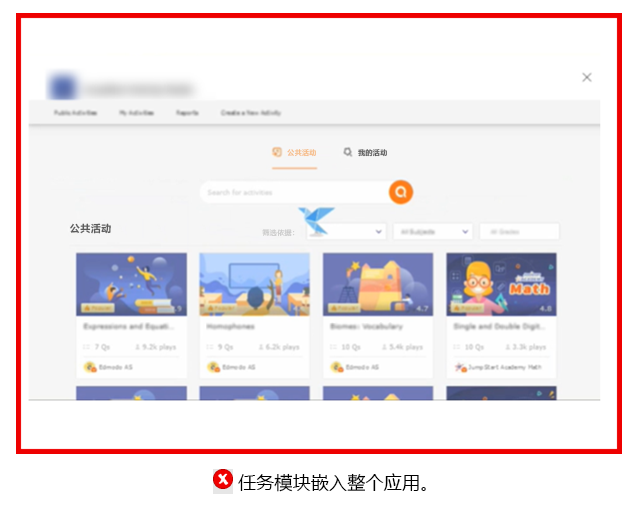 Public Activities My Activities Reports Create a New Activity
公共活动 我的活动
Search for activities
公共活动 筛选依据: All Subjects All Grades
Math
4.7 4.5
Expressions and Equati... Homophones Biomes: Vocabulary Single and Double Digit...
7 Qs 9.2k plays 9 Qs 6.2k plays 10 Qs 5.4k plays 10 Qs 3.3k plays
Edmodo AS Edmodo AS Edmodo AS JumpStart Academy Math
任务模块嵌入整个应用。